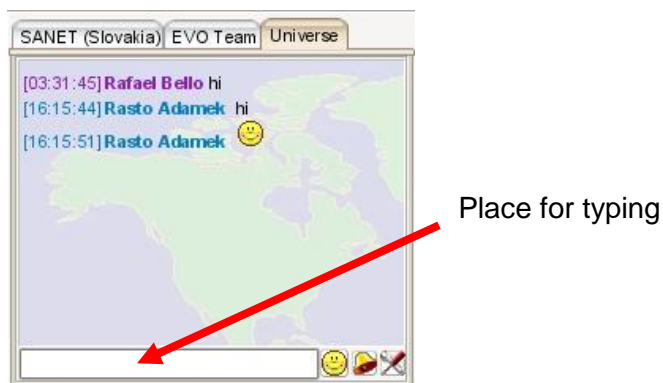 SANET (Slovakia) EVO Team Universe
[03:31:45] Rafael Bello hi
[16:15:44] Rasto Adamek hi
[16:15:51] Rasto Adamek
Place for typing